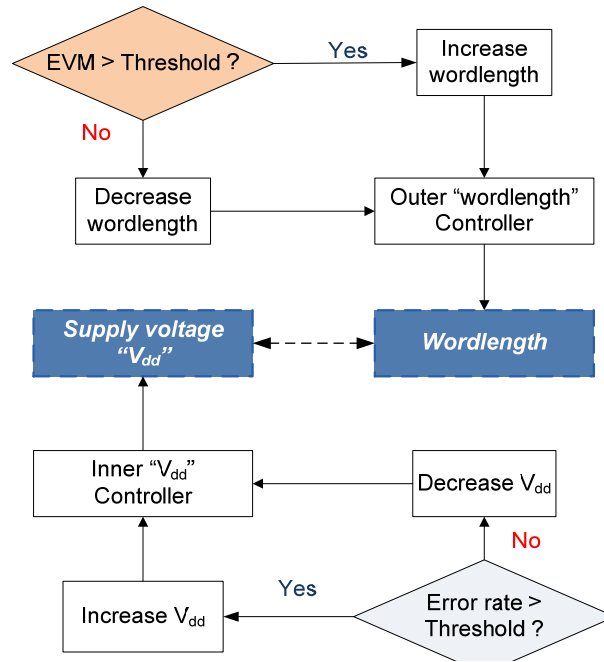 EVM > Threshold ?
Yes
Increase
wordlength
No
Decrease
wordlength
Outer “wordlength”
Controller
Supply voltage
“Vdd”
Wordlength
Inner “Vdd”
Controller
Decrease Vdd
No
Increase Vdd
Yes
Error rate >
Threshold ?